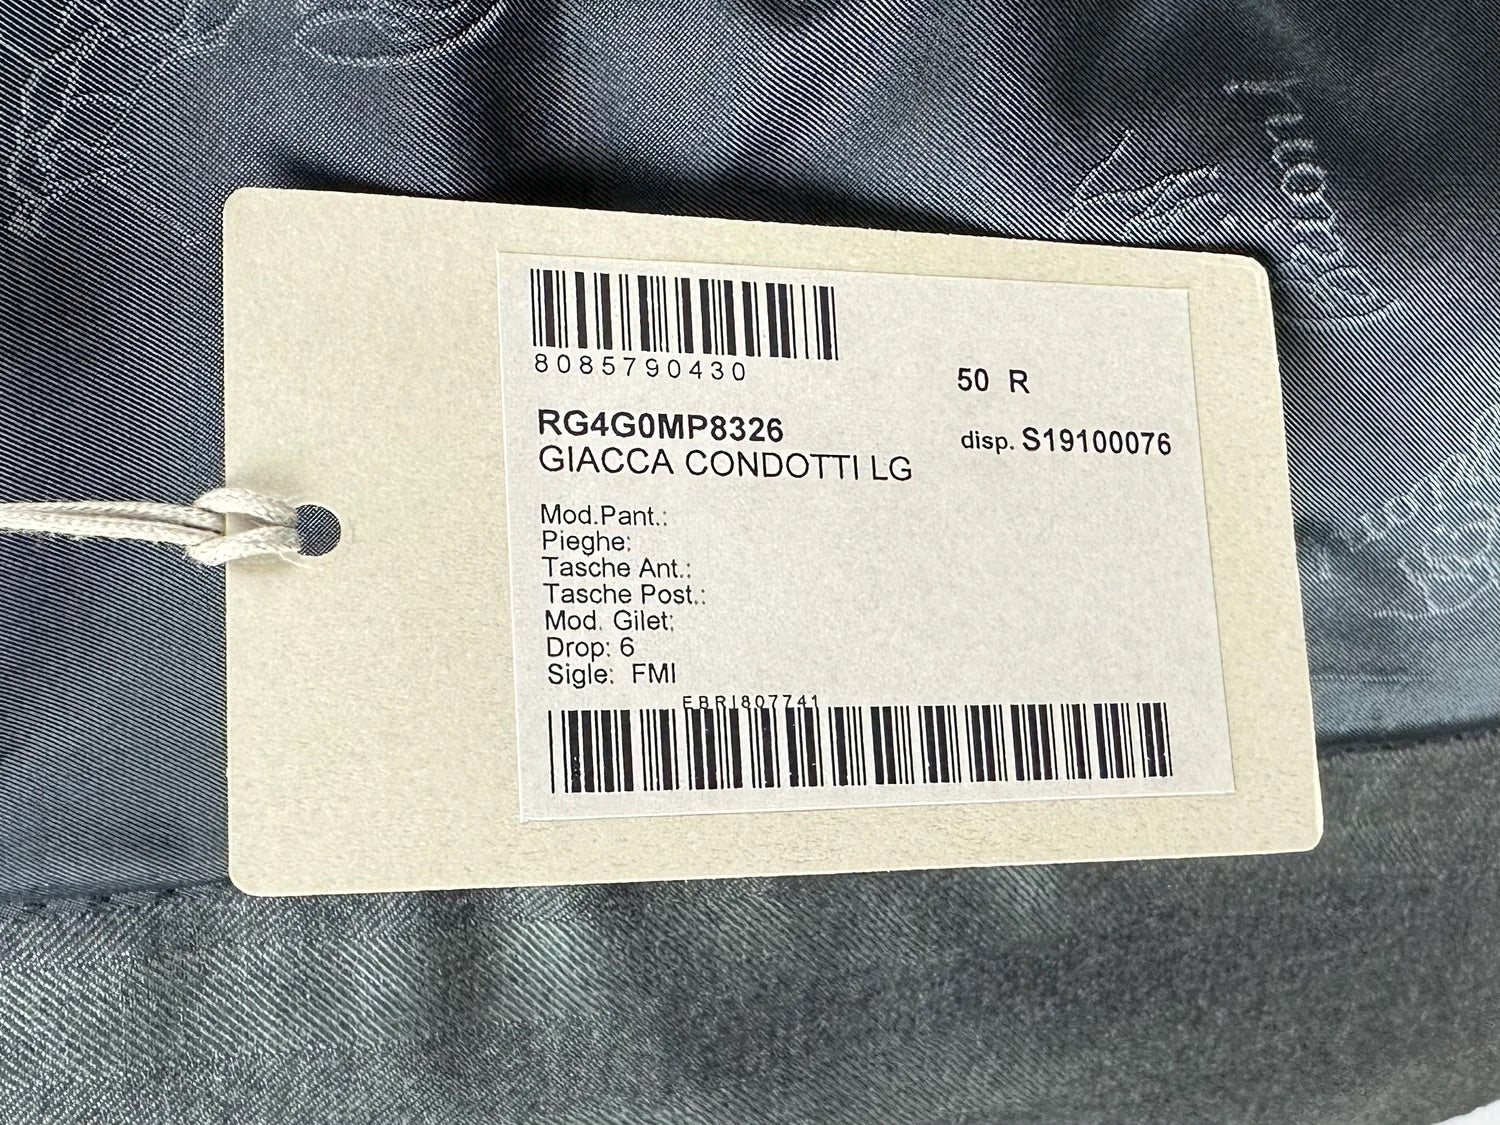 8085790430
50 R
RG4G0MP8326
disp. S19100076
GIACCA CONDOTTI LG
Mod.Pant.:
Pieghe:
Tasche Ant.:
Tasche Post.:
Mod. Gilet:
Drop: 6
Sigle: FMI
EBRI807741